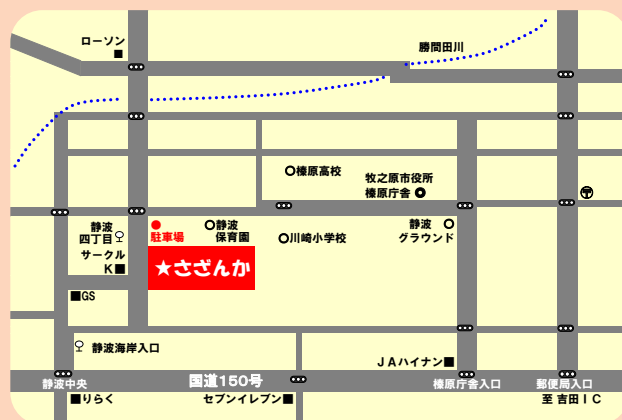 ローソン
勝間田川
榛原高校
牧之原市役所
榛原庁舎
静波
四丁目
駐車場
静波
保育園
川崎小学校
静波
グラウンド
サークル
K
★さざんか
GS
静波海岸入口
JAハイナン
静波中央
国道150号
榛原庁舎入口
郵便局入口
りらく
セブンイレブン
至 吉田IC